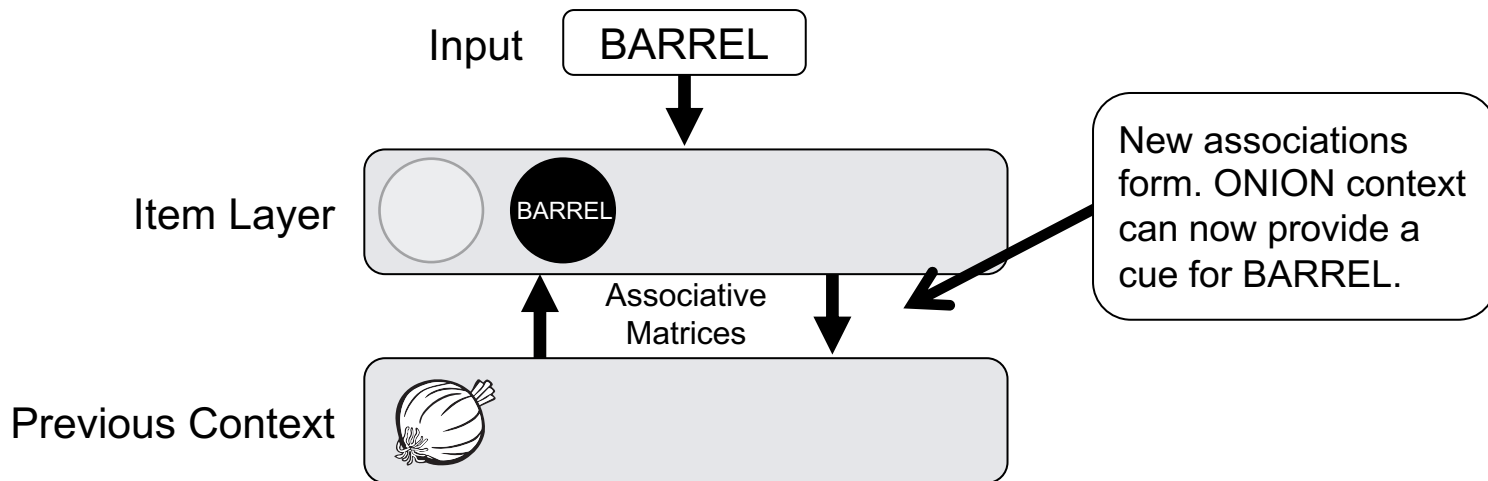 Input
BARREL
Item Layer
BARREL
New associations
form. ONION context
can now provide a
cue for BARREL.
Associative
Matrices
Previous Context